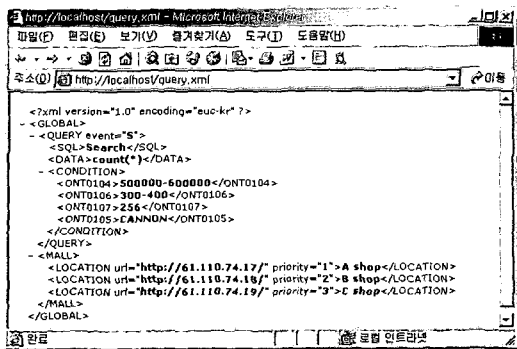 http://localhost/query.xml - Microsoft Internet Explorer
파일(F) 편집(E) 보기(V) 즐겨찾기(A) 도구(T) 도움말(H)
주소(D) http://localhost/query.xml 이동
<?xml version="1.0" encoding="euc-kr" ?>
- <GLOBAL>
- <QUERY event="S">
<SQL>Search</SQL>
<DATA>count(*)</DATA>
- <CONDITION>
<ONT0104>500000-600000</ONT0104>
<ONT0106>300-400</ONT0106>
<ONT0107>256</ONT0107>
<ONT0105>CANNON</ONT0105>
</CONDITION>
</QUERY>
- <MALL>
<LOCATION url="http://61.110.74.17/" priority="1">A shop</LOCATION>
<LOCATION url="http://61.110.74.18/" priority="2">B shop</LOCATION>
<LOCATION url="http://61.110.74.19/" priority="3">C shop</LOCATION>
</MALL>
</GLOBAL>
완료 로컬 인트라넷